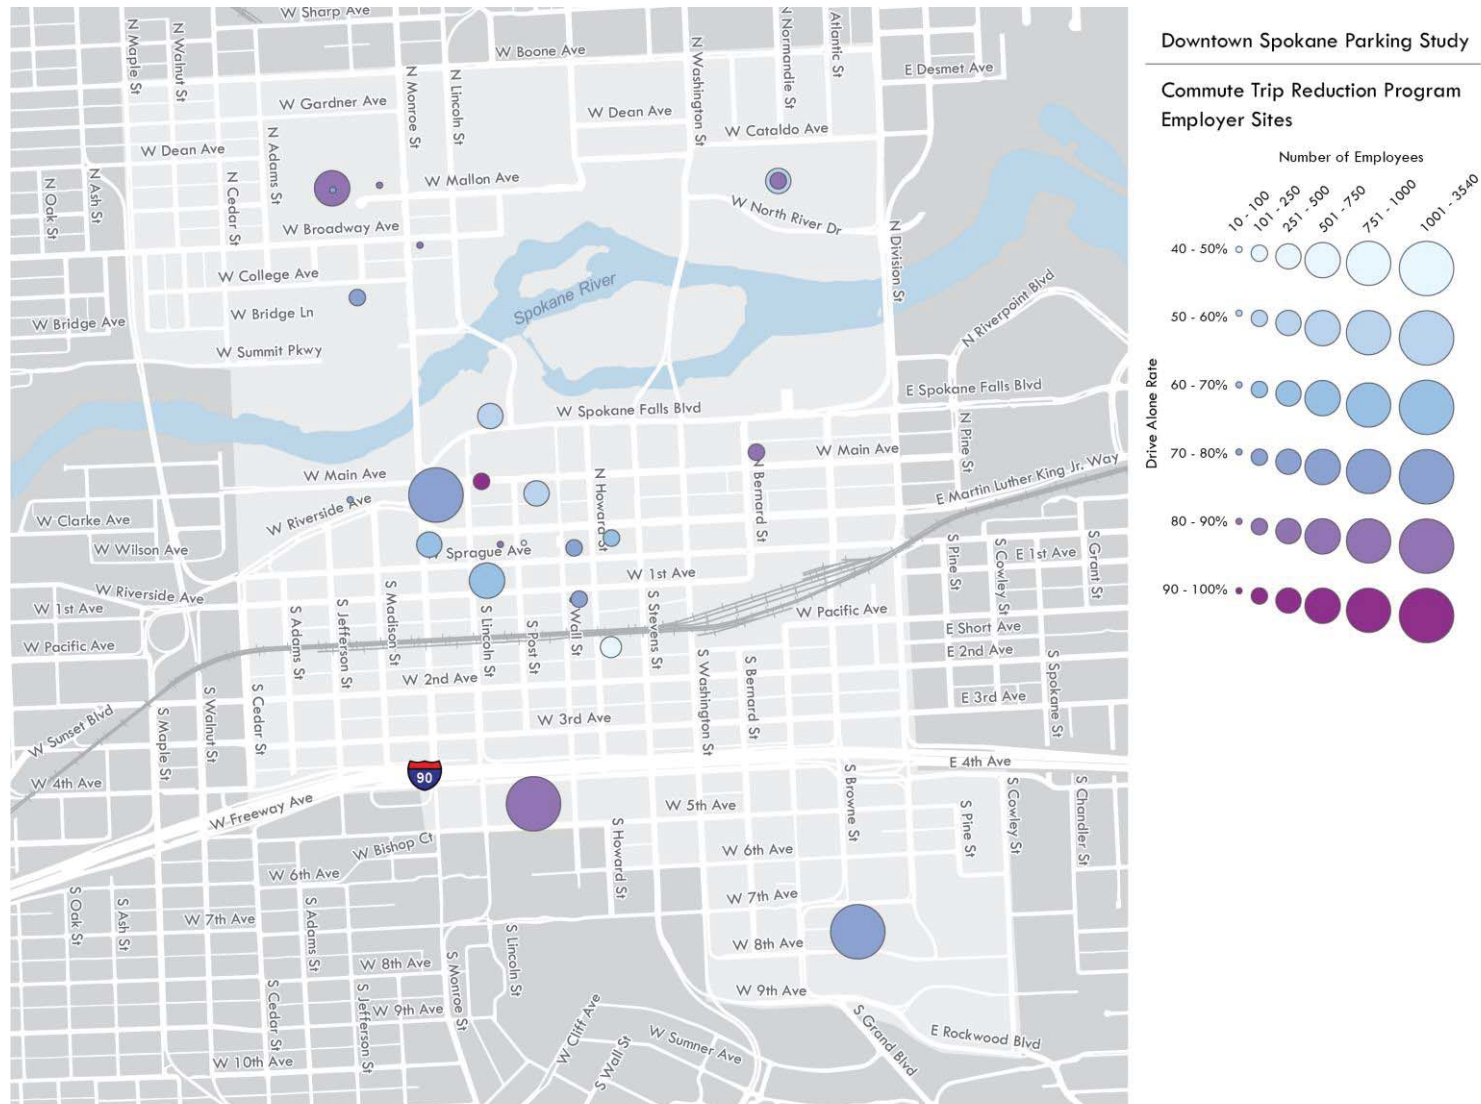 Downtown Spokane Parking Study
Commute Trip Reduction Program
Employer Sites
Number of Employees
10 - 100
101 - 250
251 - 500
501 - 750
751 - 1000
1001 - 3540
Drive Alone Rate
40 - 50%
50 - 60%
60 - 70%
70 - 80%
80 - 90%
90 - 100%
W Sharp Ave
N Maple St
N Walnut St
W Boone Ave
N Washington St
N Normandie St
Atlantic St
E Desmet Ave
N Monroe St
N Lincoln St
W Gardner Ave
W Dean Ave
W Cataldo Ave
W Dean Ave
N Adams St
N Oak St
N Ash St
N Cedar St
W Mallon Ave
W North River Dr
W Broadway Ave
N Division St
W College Ave
Spokane River
W Bridge Ln
W Bridge Ave
N Riverpoint Blvd
W Summit Pkwy
E Spokane Falls Blvd
W Spokane Falls Blvd
N Pine St
W Main Ave
W Main Ave
N Howard St
N Bernard St
E Martin Luther King Jr. Way
W Riverside Ave
W Clarke Ave
W Wilson Ave
W Sprague Ave
S Pine St
S Cowley St
E 1st Ave
S Grant St
W 1st Ave
W Riverside Ave
W 1st Ave
W Pacific Ave
S Adams St
S Jefferson St
S Madison St
S Lincoln St
S Post St
Wall St
S Stevens St
E Short Ave
W Pacific Ave
E 2nd Ave
S Washington St
S Bernard St
S Spokane St
W 2nd Ave
E 3rd Ave
W Sunset Blvd
S Maple St
S Walnut St
S Cedar St
W 3rd Ave
E 4th Ave
90
W 4th Ave
W Freeway Ave
S Browne St
S Pine St
S Cowley St
S Chandler St
W 5th Ave
W Bishop Ct
S Howard St
W 6th Ave
W 6th Ave
S Oak St
S Ash St
W 7th Ave
S Adams St
W 7th Ave
S Lincoln St
W 8th Ave
W 8th Ave
S Monroe St
S Cedar St
S Jefferson St
W 9th Ave
W 9th Ave
W Cliff Ave
S Wall St
W Sumner Ave
S Grand Blvd
E Rockwood Blvd
W 10th Ave